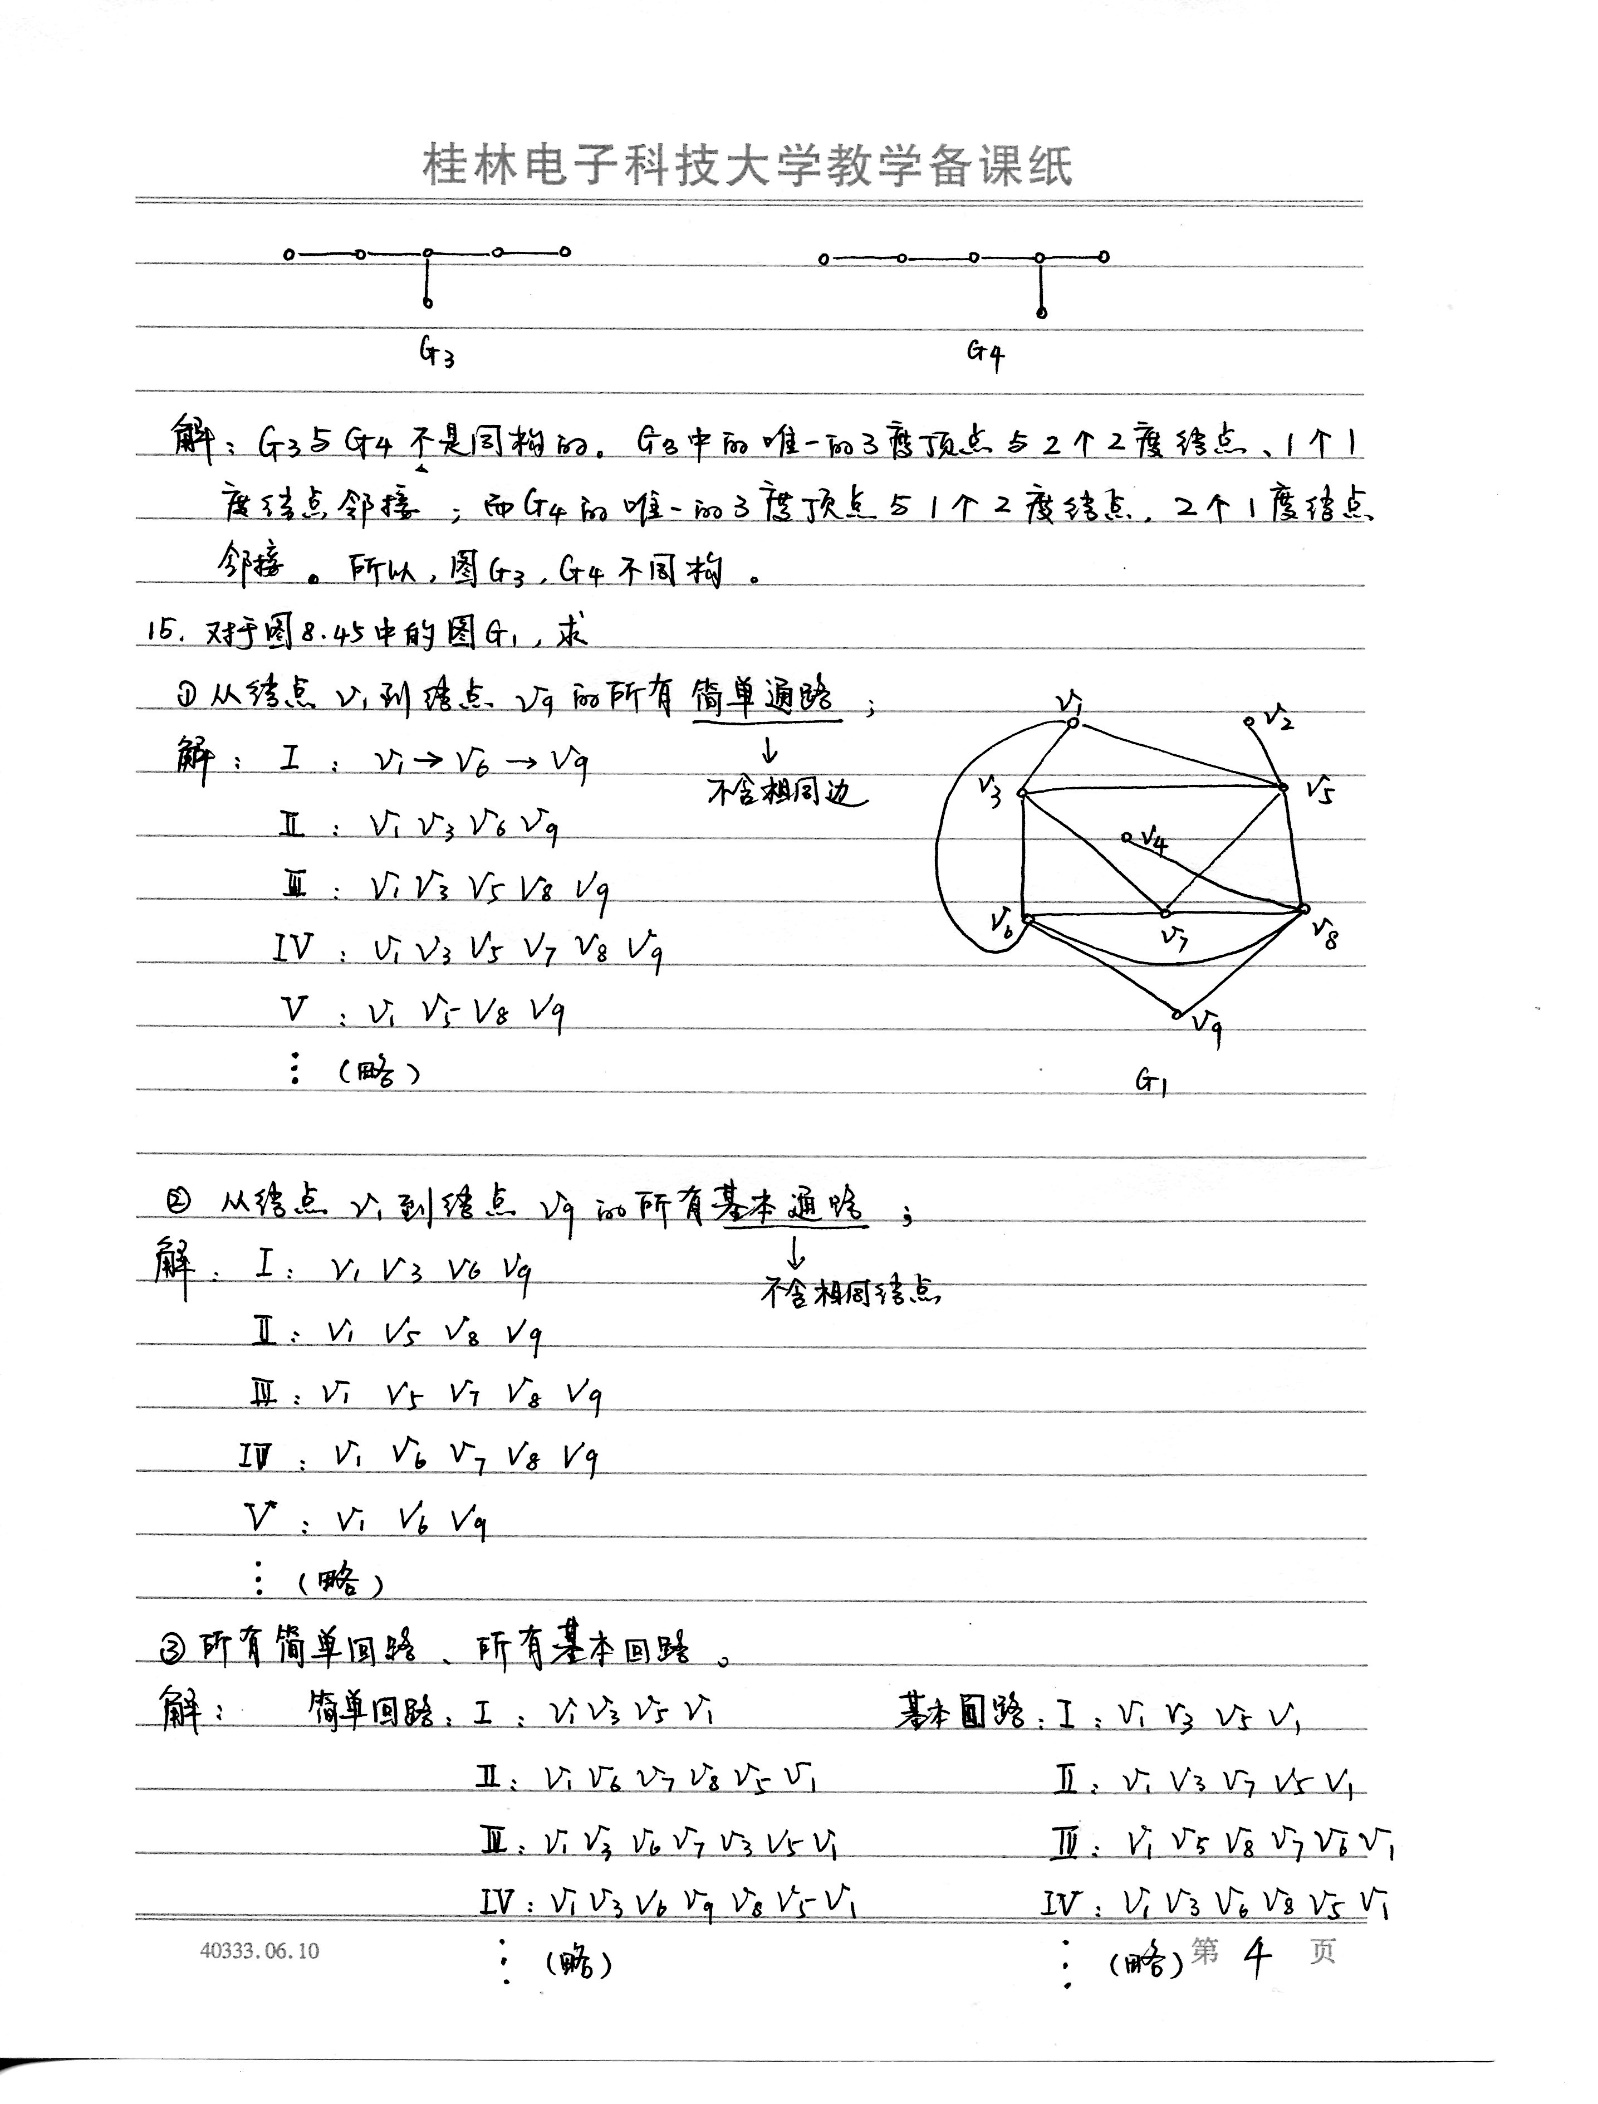 桂林电子科技大学教学备课纸
G3
G4
解：G3与G4不是同构的。G3中的唯一的3度顶点与2个2度结点、1个1
度结点邻接；而G4的唯一的3度顶点与1个2度结点，2个1度结点
邻接。所以，图G3，G4不同构。
15. 对于图8.45中的图G1，求
①从结点V1到结点V9的所有简单通路；
↓
不含相同边
解：I：V1→V6→V9
II：V1 V3 V6 V9
III：V1 V3 V5 V8 V9
IV：V1 V3 V5 V7 V8 V9
V：V1 V5 V8 V9
⋮（略）
V1
V2
V3
V5
V4
V6
V7
V8
V9
G1
②从结点V1到结点V9的所有基本通路；
↓
不含相同结点
解：I：V1 V3 V6 V9
II：V1 V5 V8 V9
III：V1 V5 V7 V8 V9
IV：V1 V6 V7 V8 V9
V：V1 V6 V9
⋮（略）
③所有简单回路、所有基本回路。
解：简单回路：I：V1 V3 V5 V1
II：V1 V6 V7 V8 V5 V1
III：V1 V3 V6 V7 V3 V5 V1
IV：V1 V3 V6 V9 V8 V5 V1
⋮（略）
基本回路：I：V1 V3 V5 V1
II：V1 V3 V7 V5 V1
III：V1 V5 V8 V7 V6 V1
IV：V1 V3 V6 V8 V5 V1
⋮（略）
40333.06.10
第 4 页